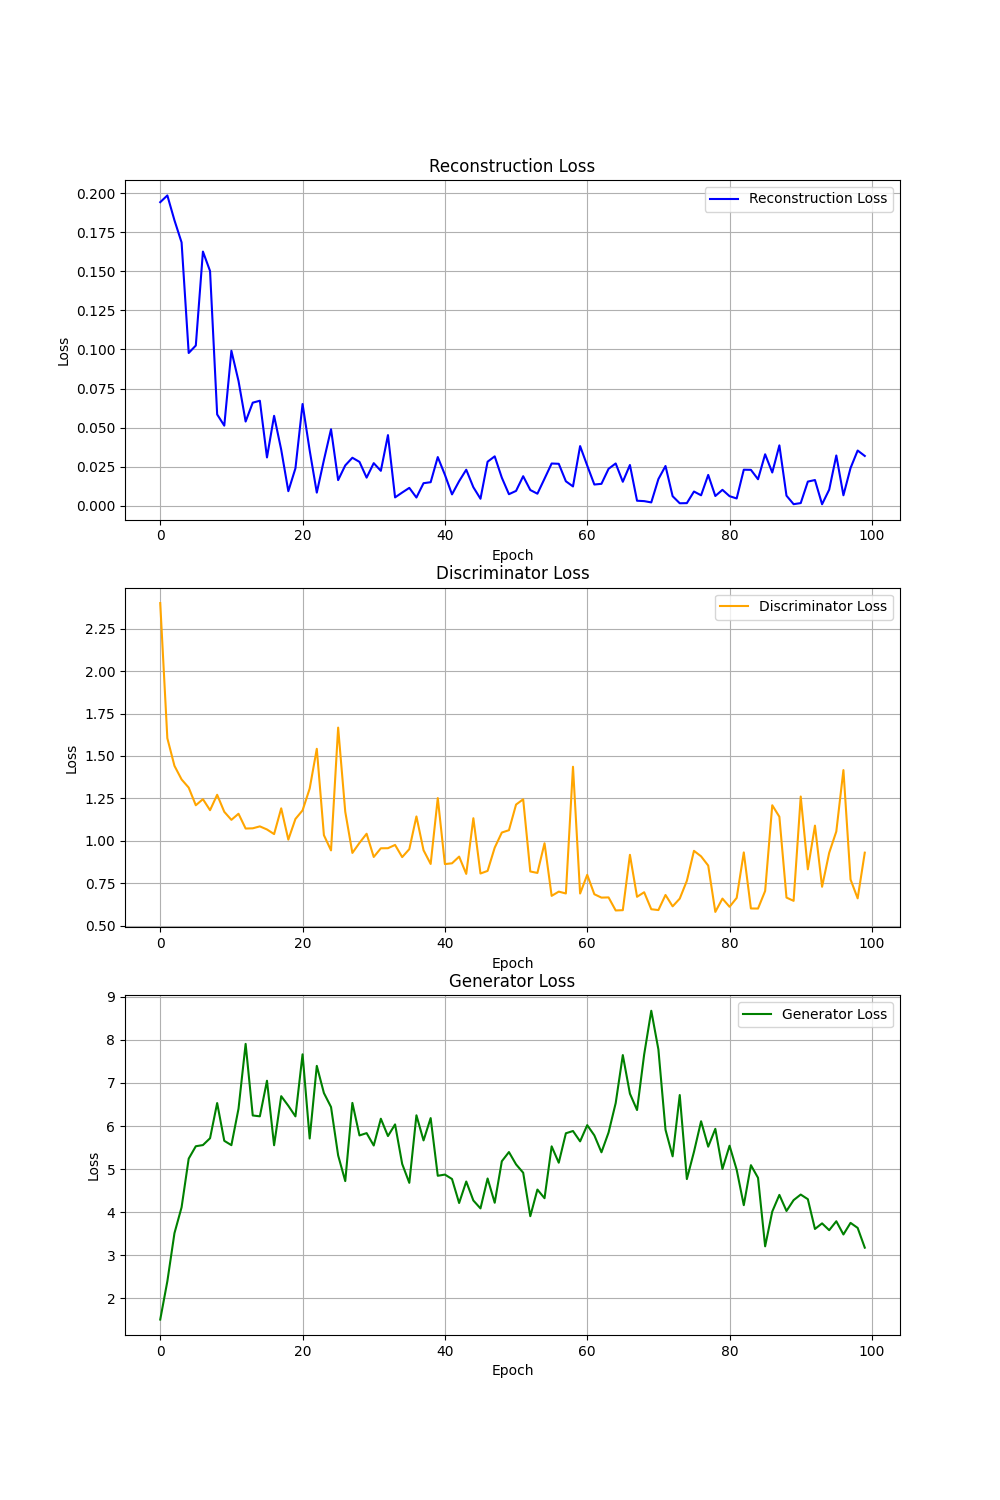 Reconstruction Loss
Reconstruction Loss
0.200
0.175
0.150
0.125
0.100
0.075
0.050
0.025
0.000
Loss
0 20 40 60 80 100
Epoch
Discriminator Loss
Discriminator Loss
2.25
2.00
1.75
1.50
1.25
1.00
0.75
0.50
Loss
0 20 40 60 80 100
Epoch
Generator Loss
Generator Loss
9
8
7
6
5
4
3
2
Loss
0 20 40 60 80 100
Epoch